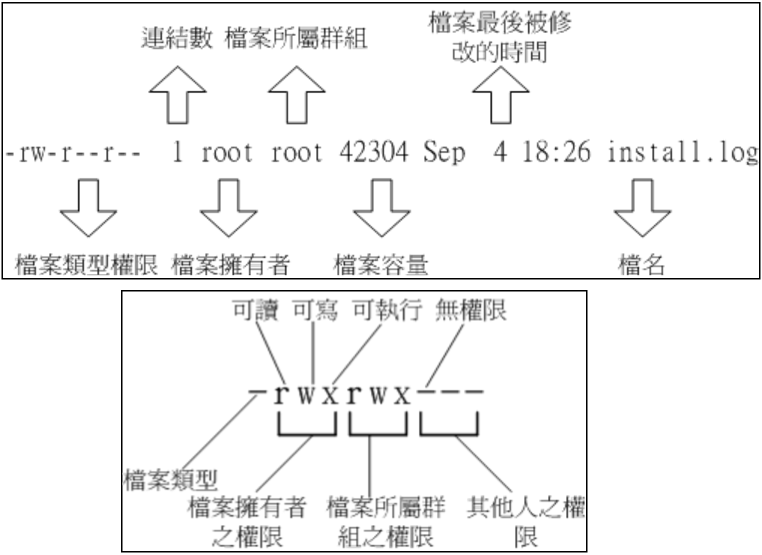 連結數 檔案所屬群組 檔案最後被修
改的時間
-rw-r--r-- 1 root root 42304 Sep 4 18:26 install.log
檔案類型權限 檔案擁有者 檔案容量 檔名
可讀 可寫 可執行 無權限
-rwxrwx---
檔案類型
檔案擁有者
之權限
檔案所屬群
組之權限
其他人之權
限